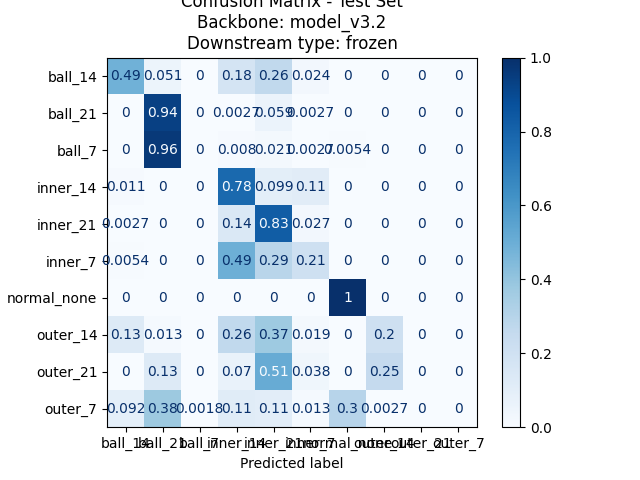 Confusion Matrix - Test Set
Backbone: model_v3.2
Downstream type: frozen
ball_14 0.49 0.051 0 0.18 0.26 0.024 0 0 0 0 1.0
ball_21 0 0.94 0 0.0027 0.059 0.0027 0 0 0 0
ball_7 0 0.96 0 0.008 0.021 0.0027 0.0054 0 0 0 0.8
inner_14 0.011 0 0 0.78 0.099 0.11 0 0 0 0
inner_21 0.0027 0 0 0.14 0.83 0.027 0 0 0 0 0.6
inner_7 0.0054 0 0 0.49 0.29 0.21 0 0 0 0 0.4
normal_none 0 0 0 0 0 0 1 0 0 0
outer_14 0.13 0.013 0 0.26 0.37 0.019 0 0.2 0 0 0.2
outer_21 0 0.13 0 0.07 0.51 0.038 0 0.25 0 0
outer_7 0.092 0.38 0.0018 0.11 0.11 0.013 0.3 0.0027 0 0 0.0
ball_14 ball_21 ball_7 inner_14 inner_21 inner_7 normal_none outer_14 outer_21 outer_7
Predicted label